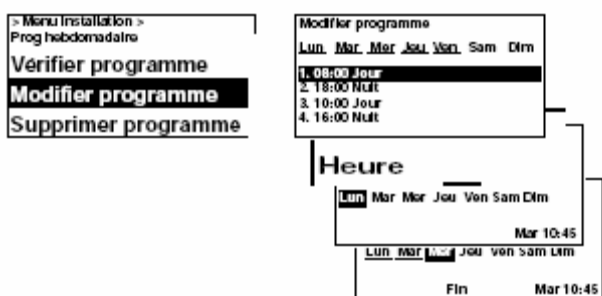 > Menu Installation >
Prog hebdomadaire
Vérifier programme
Modifier programme
Supprimer programme
Modifier programme
Lun Mar Mer Jeu Ven Sam Dim
1. 08:00 Jour
2. 18:00 Nuit
3. 10:00 Jour
4. 16:00 Nuit
Heure
Lun Mar Mer Jeu Ven Sam Dim
Mar 10:45
Lun Mar Mer Jeu Ven Sam Dim
Fin Mar 10:45